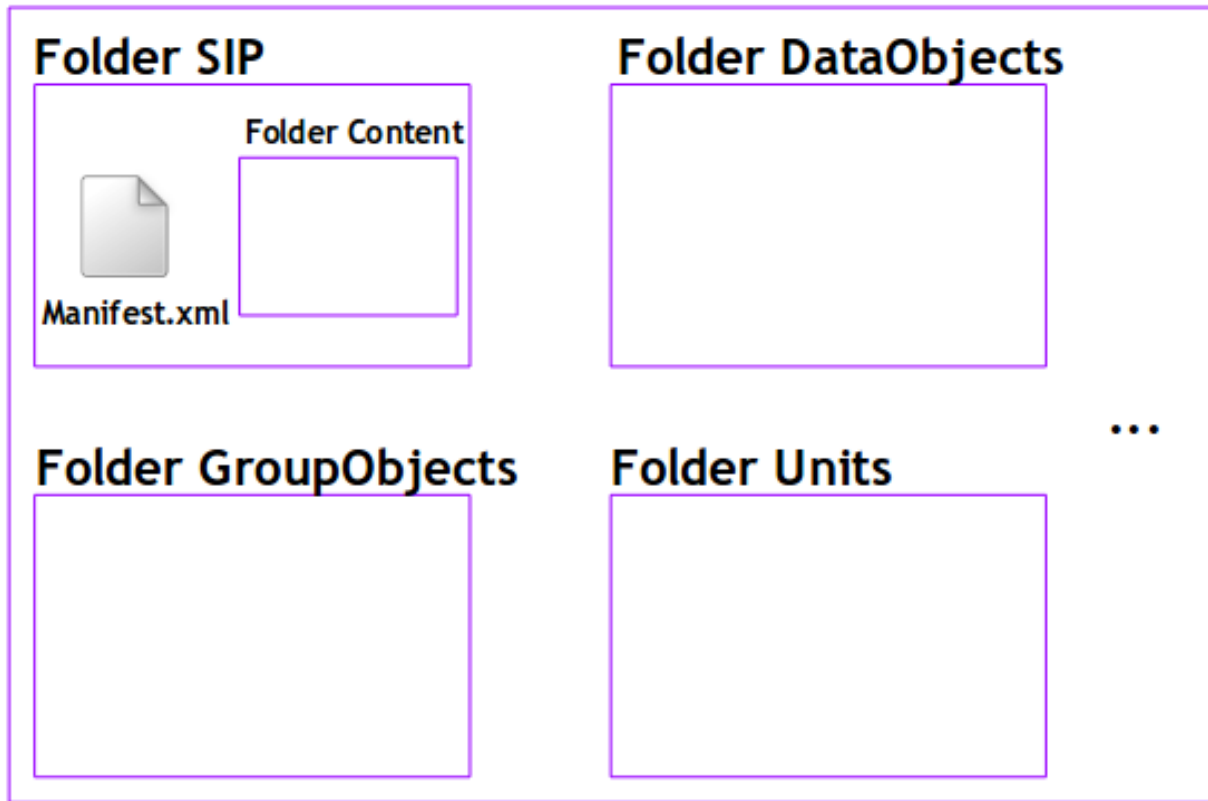 Folder SIP
Folder DataObjects
Folder Content
Manifest.xml
...
Folder GroupObjects
Folder Units